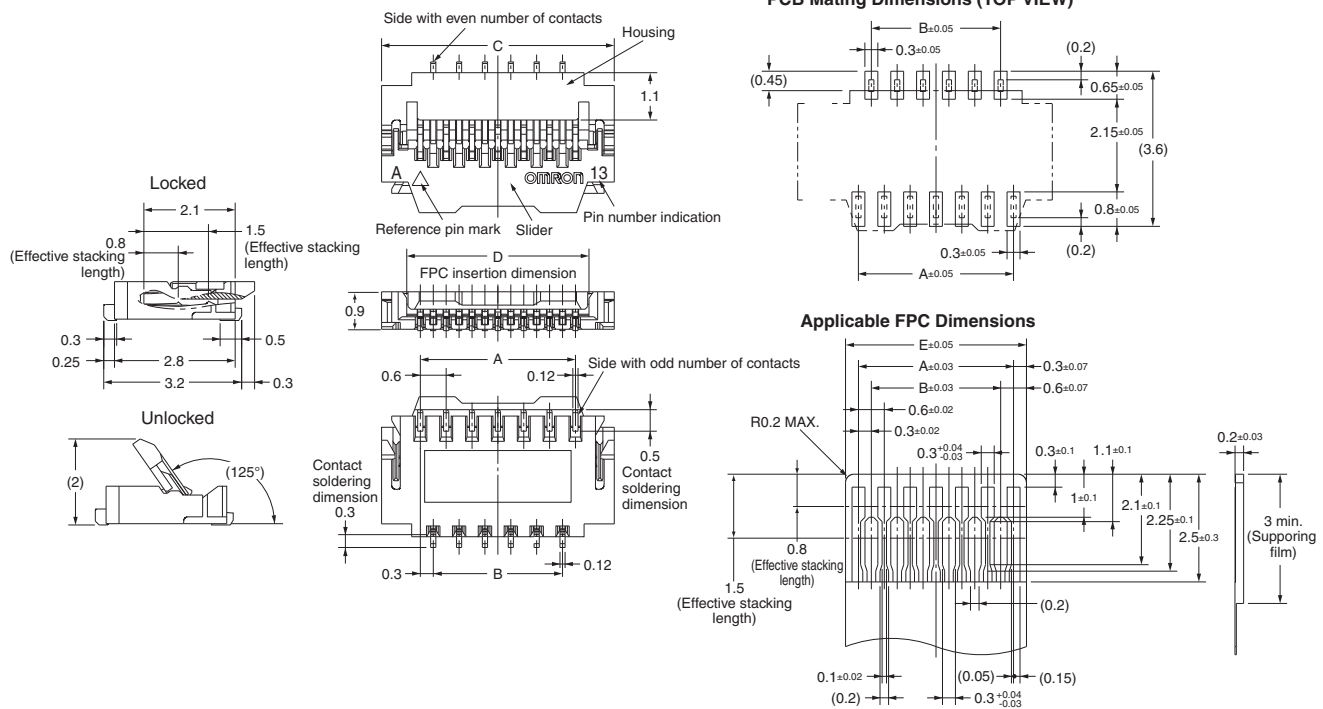 PCB Mating Dimensions (TOP VIEW)
Side with even number of contacts
C
Housing
1.1
A
OMRON
13
Reference pin mark
Slider
Pin number indication
B±0.05
0.3±0.05
(0.2)
(0.45)
0.65±0.05
2.15±0.05
(3.6)
0.8±0.05
0.3±0.05
(0.2)
A±0.05
Locked
2.1
0.8
(Effective stacking
length)
1.5
(Effective stacking
length)
0.3
0.5
0.25
2.8
3.2
0.3
D
FPC insertion dimension
0.9
A
Side with odd number of contacts
0.6
0.12
Contact
soldering
dimension
0.3
0.5
Contact
soldering
dimension
0.3
B
0.12
Unlocked
(2)
(125°)
Applicable FPC Dimensions
E±0.05
A±0.03
0.3±0.07
B±0.03
0.6±0.07
0.6±0.02
R0.2 MAX.
0.3±0.02
0.3 +0.04
-0.03
0.3±0.1
1.1±0.1
0.2±0.03
1±0.1
2.1±0.1
2.25±0.1
2.5±0.3
3 min.
(Supporing
film)
0.8
(Effective stacking
length)
1.5
(Effective stacking
length)
(0.2)
0.1±0.02
(0.05)
(0.15)
(0.2)
0.3 +0.04
-0.03